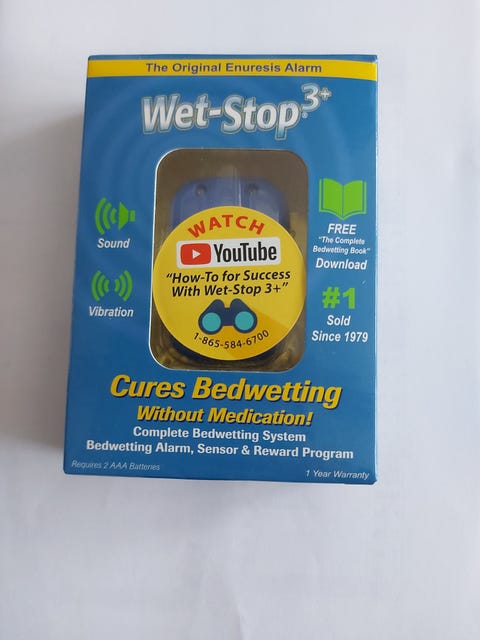 The Original Enuresis Alarm
Wet-Stop.3+
Sound
Vibration
WATCH
YouTube
"How-To for Success
With Wet-Stop 3+"
1-865-584-6700
FREE
"The Complete
Bedwetting Book"
Download
#1
Sold
Since 1979
Cures Bedwetting
Without Medication!
Complete Bedwetting System
Bedwetting Alarm, Sensor & Reward Program
Requires 2 AAA Batteries
1 Year Warranty